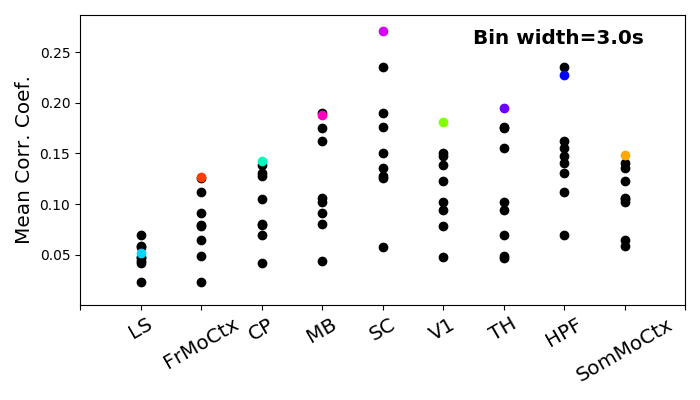 Bin width=3.0s
Mean Corr. Coef.
0.25
0.20
0.15
0.10
0.05
LS
FrMoCtx
CP
MB
SC
V1
TH
HPF
SomMoCtx